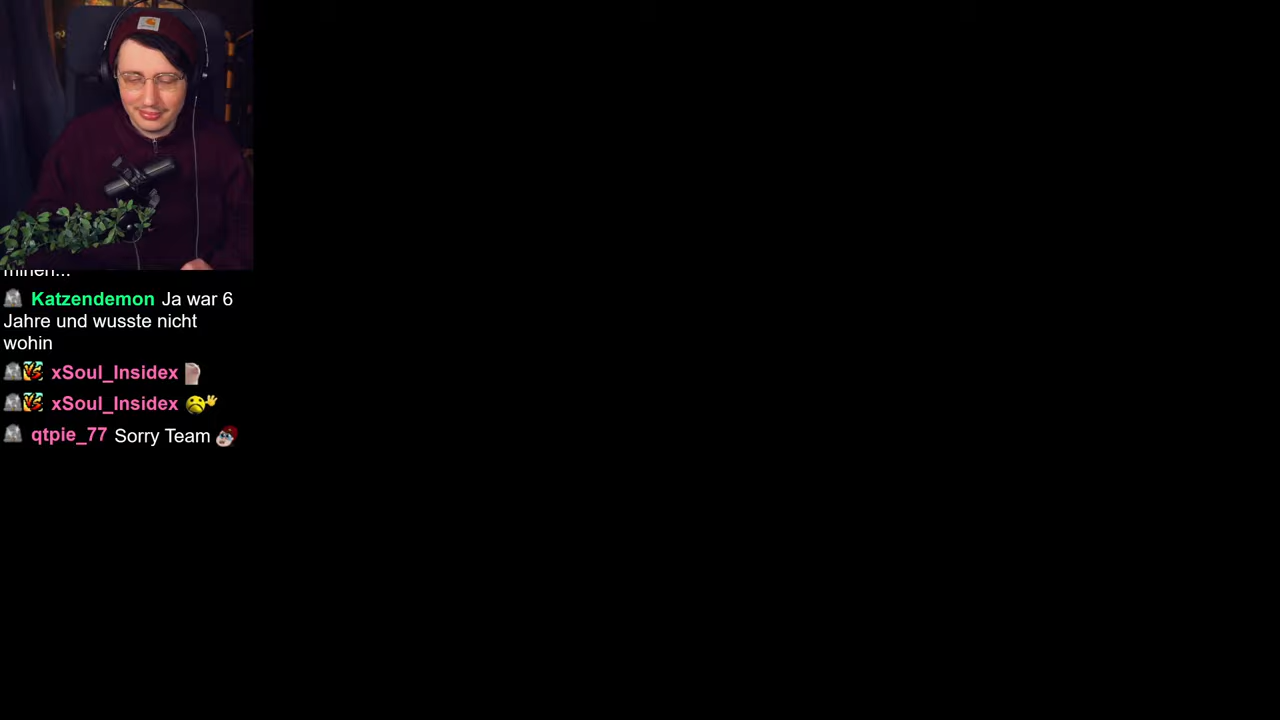 Katzendemon Ja war 6
Jahre und wusste nicht
wohin
xSoul_Insidex
xSoul_Insidex
qtpie_77 Sorry Team